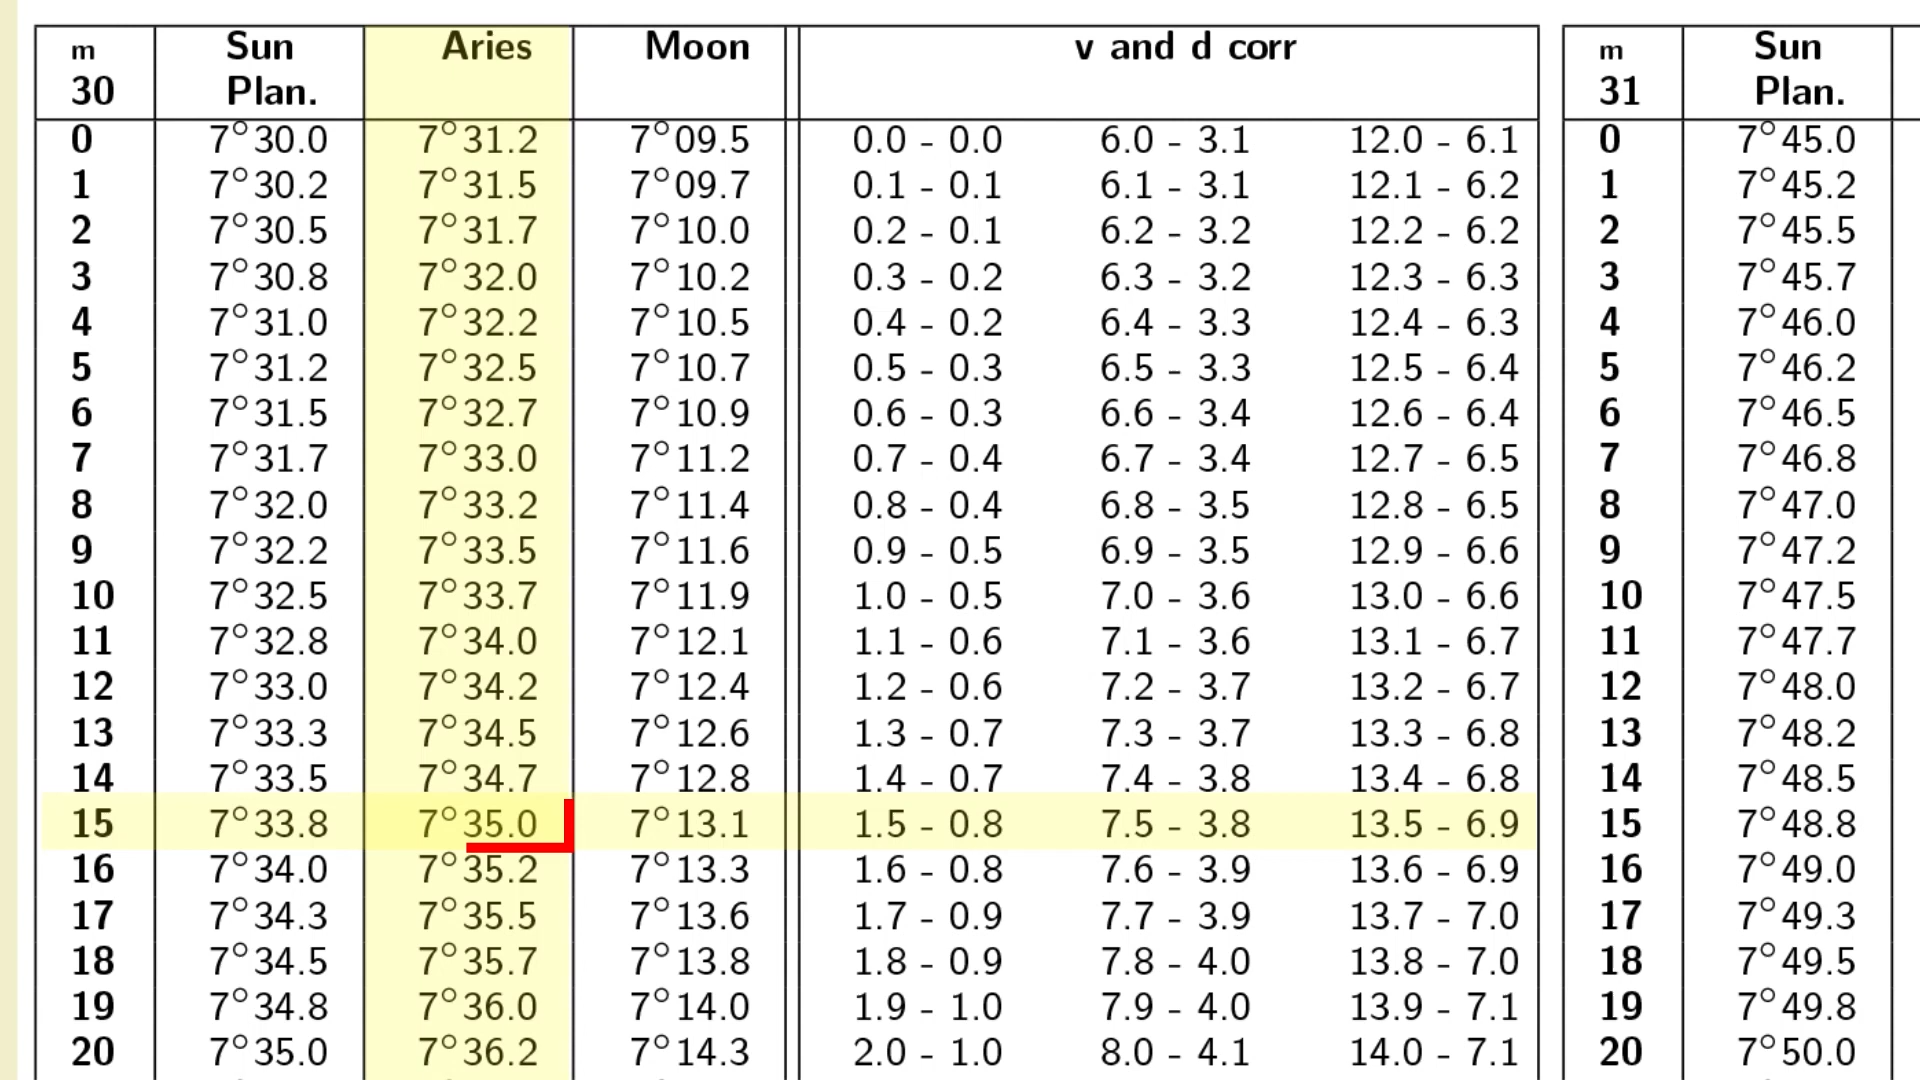 m Sun Aries Moon v and d corr m Sun
30 Plan. 31 Plan.
0 7°30.0 7°31.2 7°09.5 0.0 - 0.0 6.0 - 3.1 12.0 - 6.1 0 7°45.0
1 7°30.2 7°31.5 7°09.7 0.1 - 0.1 6.1 - 3.1 12.1 - 6.2 1 7°45.2
2 7°30.5 7°31.7 7°10.0 0.2 - 0.1 6.2 - 3.2 12.2 - 6.2 2 7°45.5
3 7°30.8 7°32.0 7°10.2 0.3 - 0.2 6.3 - 3.2 12.3 - 6.3 3 7°45.7
4 7°31.0 7°32.2 7°10.5 0.4 - 0.2 6.4 - 3.3 12.4 - 6.3 4 7°46.0
5 7°31.2 7°32.5 7°10.7 0.5 - 0.3 6.5 - 3.3 12.5 - 6.4 5 7°46.2
6 7°31.5 7°32.7 7°10.9 0.6 - 0.3 6.6 - 3.4 12.6 - 6.4 6 7°46.5
7 7°31.7 7°33.0 7°11.2 0.7 - 0.4 6.7 - 3.4 12.7 - 6.5 7 7°46.8
8 7°32.0 7°33.2 7°11.4 0.8 - 0.4 6.8 - 3.5 12.8 - 6.5 8 7°47.0
9 7°32.2 7°33.5 7°11.6 0.9 - 0.5 6.9 - 3.5 12.9 - 6.6 9 7°47.2
10 7°32.5 7°33.7 7°11.9 1.0 - 0.5 7.0 - 3.6 13.0 - 6.6 10 7°47.5
11 7°32.8 7°34.0 7°12.1 1.1 - 0.6 7.1 - 3.6 13.1 - 6.7 11 7°47.7
12 7°33.0 7°34.2 7°12.4 1.2 - 0.6 7.2 - 3.7 13.2 - 6.7 12 7°48.0
13 7°33.3 7°34.5 7°12.6 1.3 - 0.7 7.3 - 3.7 13.3 - 6.8 13 7°48.2
14 7°33.5 7°34.7 7°12.8 1.4 - 0.7 7.4 - 3.8 13.4 - 6.8 14 7°48.5
15 7°33.8 7°35.0 7°13.1 1.5 - 0.8 7.5 - 3.8 13.5 - 6.9 15 7°48.8
16 7°34.0 7°35.2 7°13.3 1.6 - 0.8 7.6 - 3.9 13.6 - 6.9 16 7°49.0
17 7°34.3 7°35.5 7°13.6 1.7 - 0.9 7.7 - 3.9 13.7 - 7.0 17 7°49.3
18 7°34.5 7°35.7 7°13.8 1.8 - 0.9 7.8 - 4.0 13.8 - 7.0 18 7°49.5
19 7°34.8 7°36.0 7°14.0 1.9 - 1.0 7.9 - 4.0 13.9 - 7.1 19 7°49.8
20 7°35.0 7°36.2 7°14.3 2.0 - 1.0 8.0 - 4.1 14.0 - 7.1 20 7°50.0